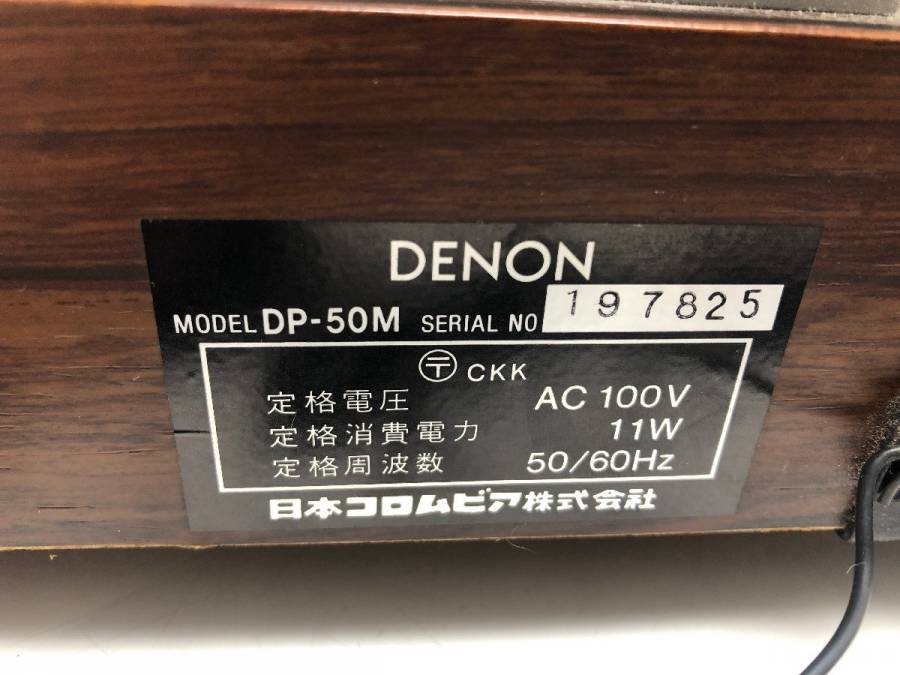 DENON
MODEL DP-50M SERIAL NO 197825
〶 CKK
定格電圧 AC 100V
定格消費電力 11W
定格周波数 50/60Hz
日本コロムビア株式会社